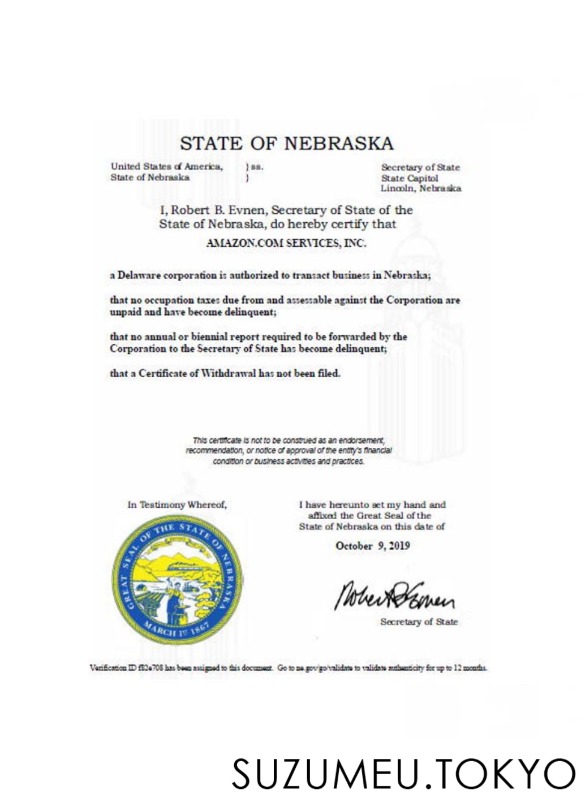 STATE OF NEBRASKA
United States of America, } ss.
State of Nebraska }
Secretary of State
State Capitol
Lincoln, Nebraska
I, Robert B. Evnen, Secretary of State of the
State of Nebraska, do hereby certify that
AMAZON.COM SERVICES, INC.
a Delaware corporation is authorized to transact business in Nebraska;
that no occupation taxes due from and assessable against the Corporation are
unpaid and have become delinquent;
that no annual or biennial report required to be forwarded by the
Corporation to the Secretary of State has become delinquent;
that a Certificate of Withdrawal has not been filed.
This certificate is not to be construed as an endorsement,
recommendation, or notice of approval of the entity's financial
condition or business activities and practices.
In Testimony Whereof,
I have hereunto set my hand and
affixed the Great Seal of the
State of Nebraska on this date of
October 9, 2019
GREAT SEAL OF THE STATE OF NEBRASKA
MARCH 1ST 1867
Secretary of State
Verification ID f82e708 has been assigned to this document. Go to ne.gov/go/validate to validate authenticity for up to 12 months.
SUZUMEU.TOKYO